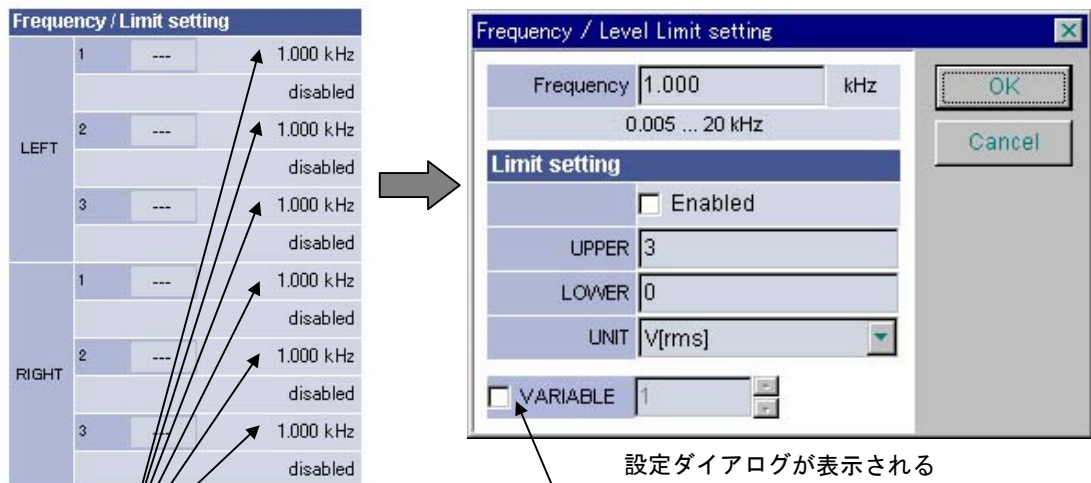 Frequency / Limit setting
LEFT
1 --- 1.000 kHz
disabled
2 --- 1.000 kHz
disabled
3 --- 1.000 kHz
disabled
RIGHT
1 --- 1.000 kHz
disabled
2 --- 1.000 kHz
disabled
3 --- 1.000 kHz
disabled
Frequency / Level Limit setting
Frequency 1.000 kHz
0.005 ... 20 kHz
Limit setting
Enabled
UPPER 3
LOWER 0
UNIT V[rms]
VARIABLE 1
OK
Cancel
設定ダイアログが表示される